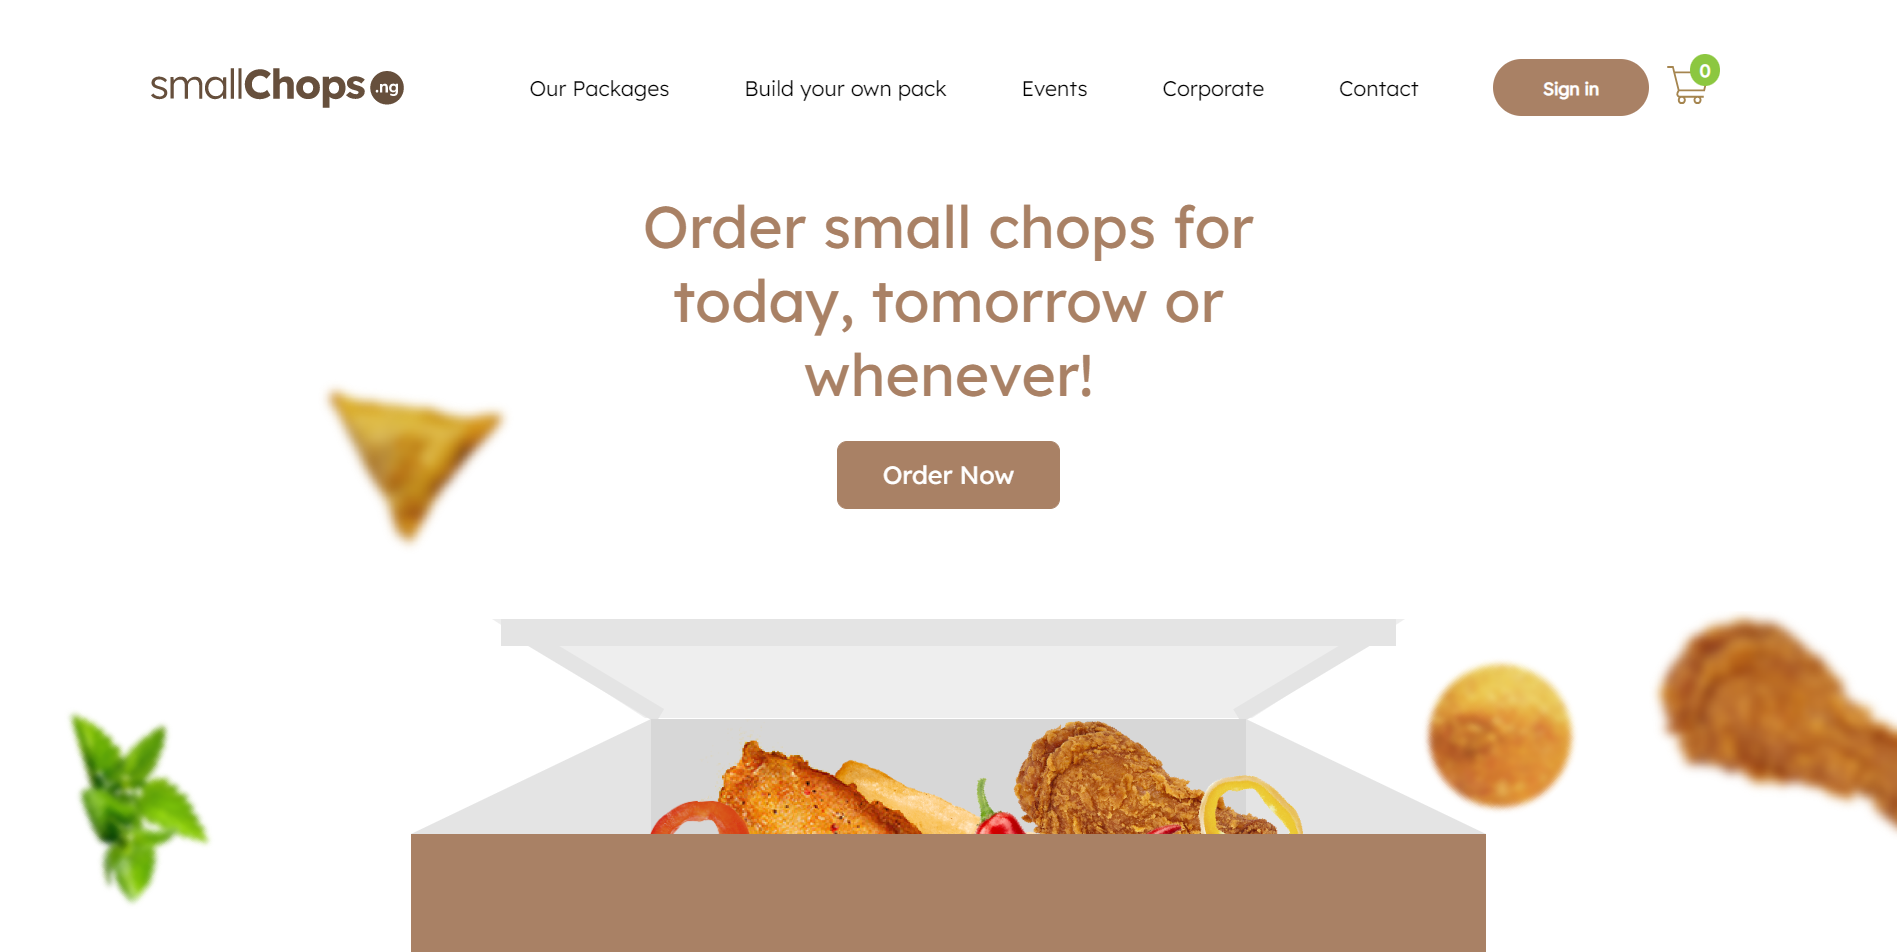 smallChops .ng
Our Packages
Build your own pack
Events
Corporate
Contact
Sign in
0
Order small chops for
today, tomorrow or
whenever!
Order Now